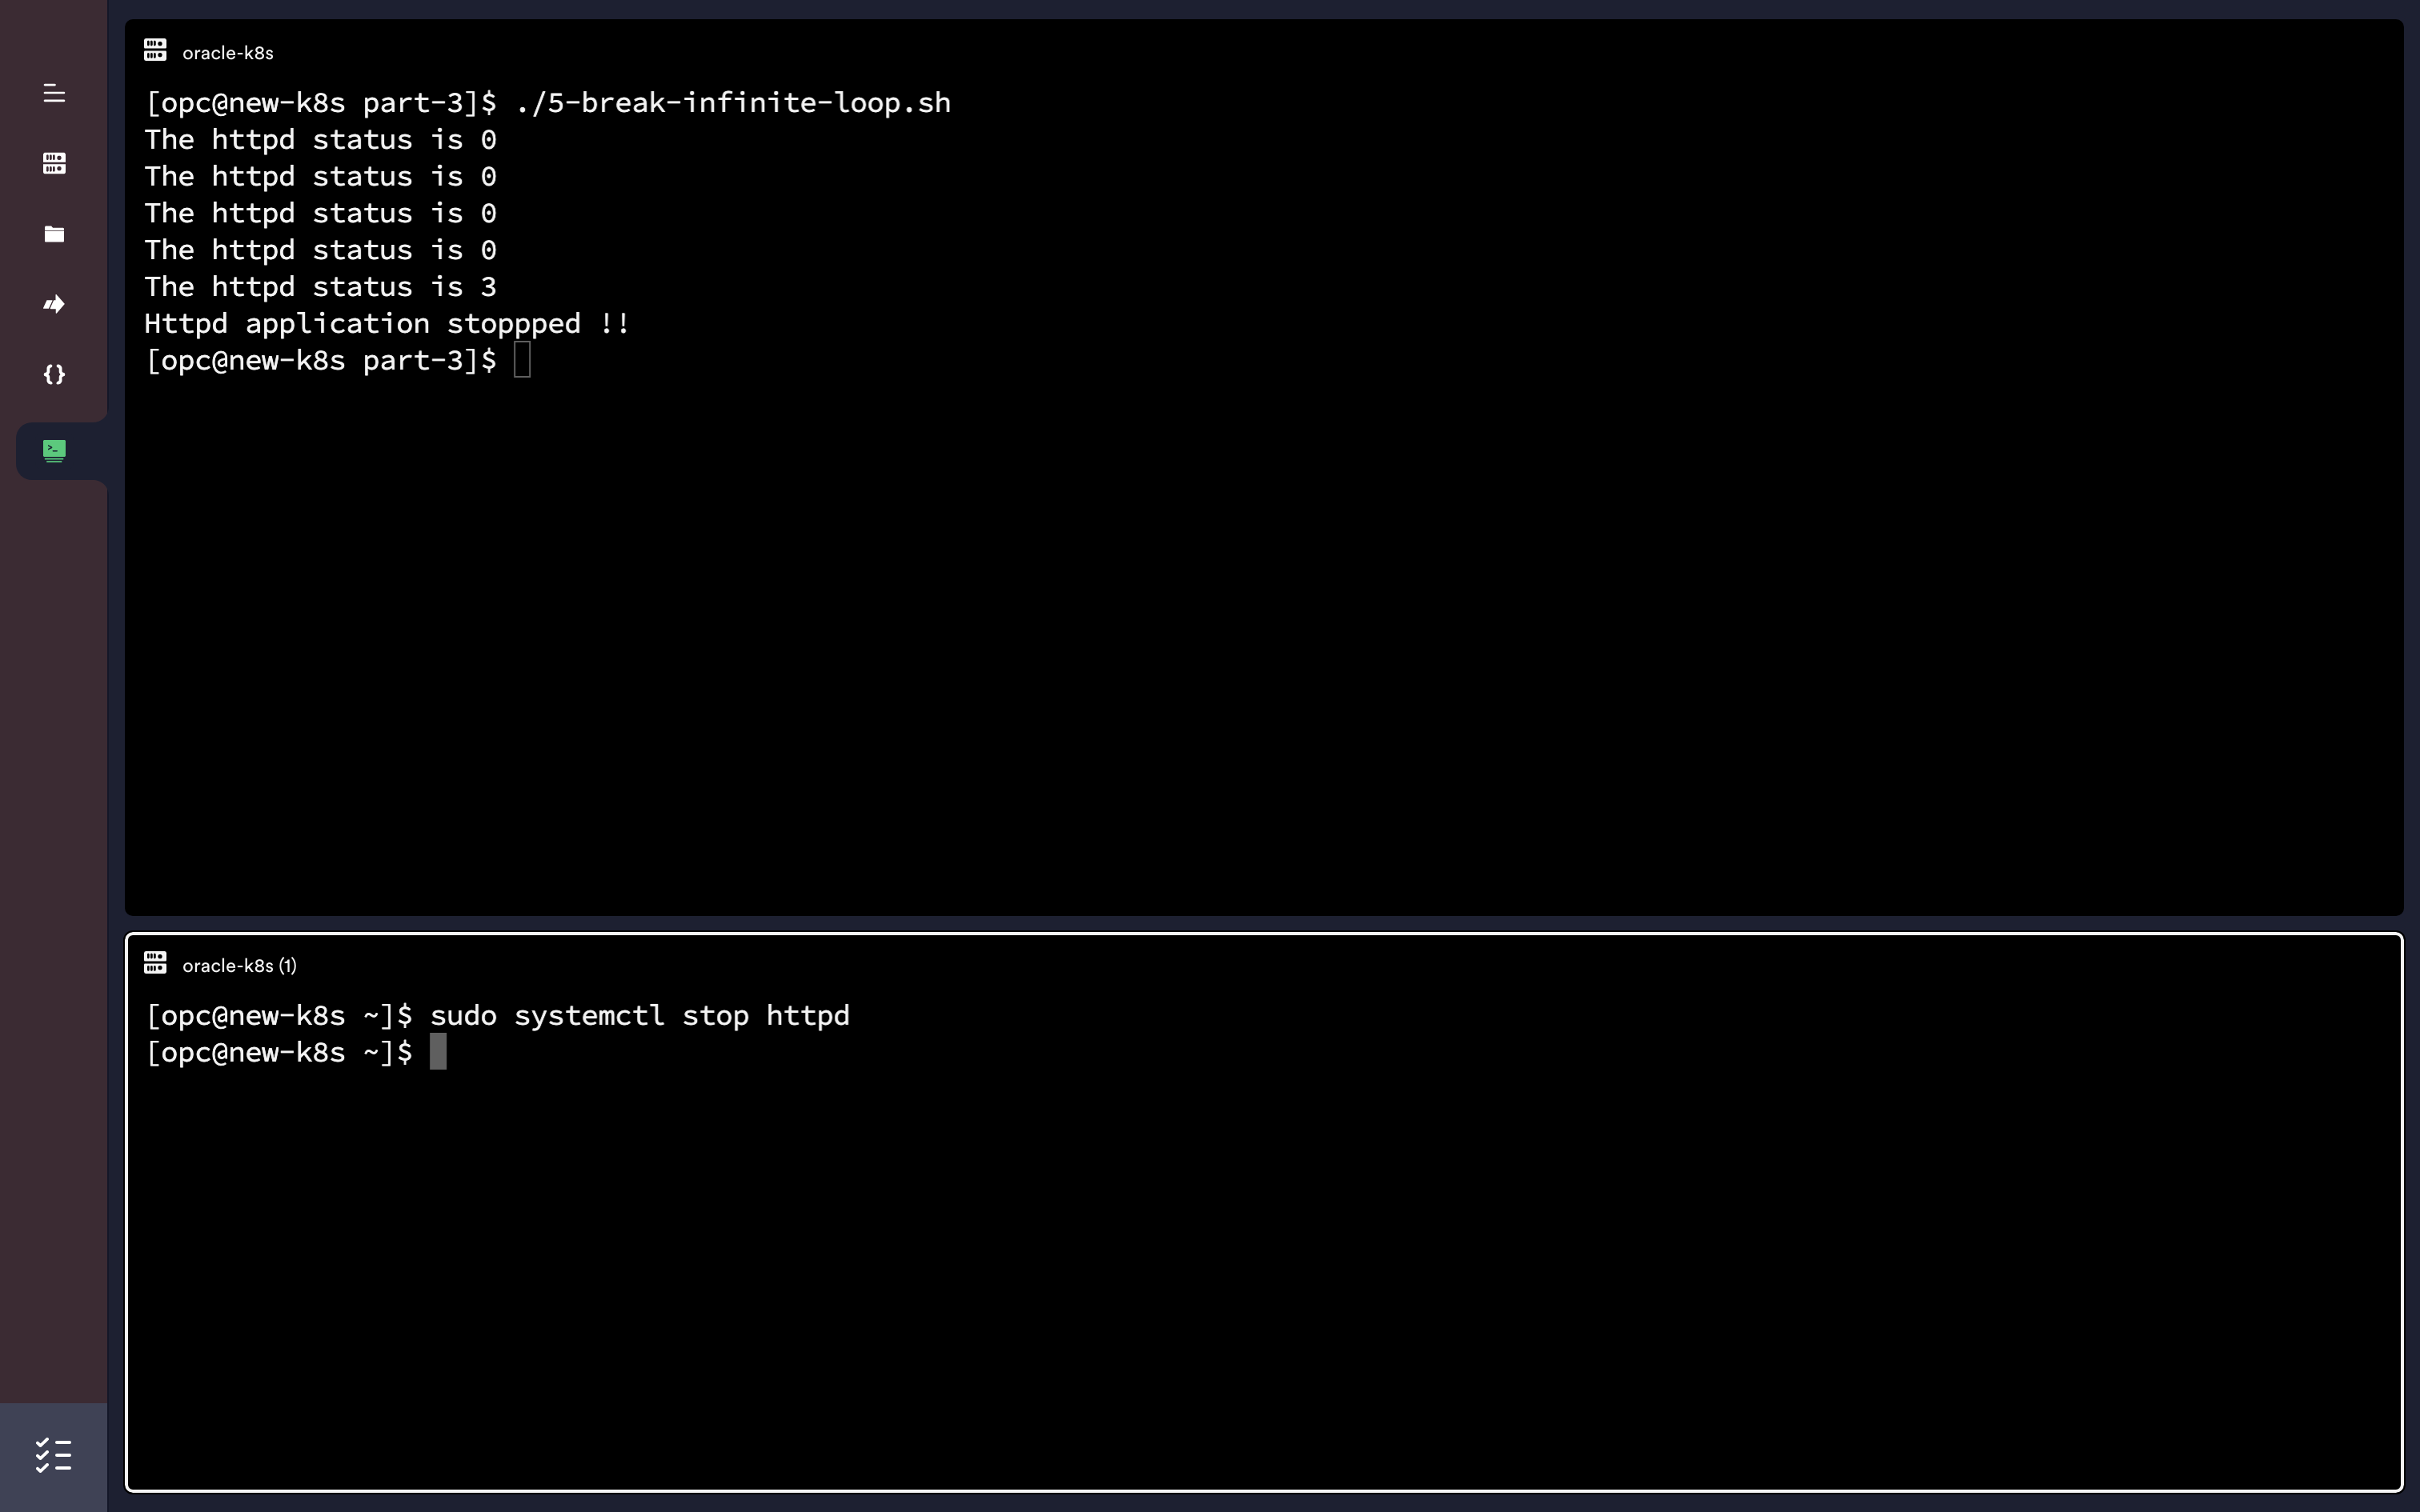 oracle-k8s
[opc@new-k8s part-3]$ ./5-break-infinite-loop.sh
The httpd status is 0
The httpd status is 0
The httpd status is 0
The httpd status is 0
The httpd status is 3
Httpd application stoppped !!
[opc@new-k8s part-3]$
oracle-k8s (1)
[opc@new-k8s ~]$ sudo systemctl stop httpd
[opc@new-k8s ~]$